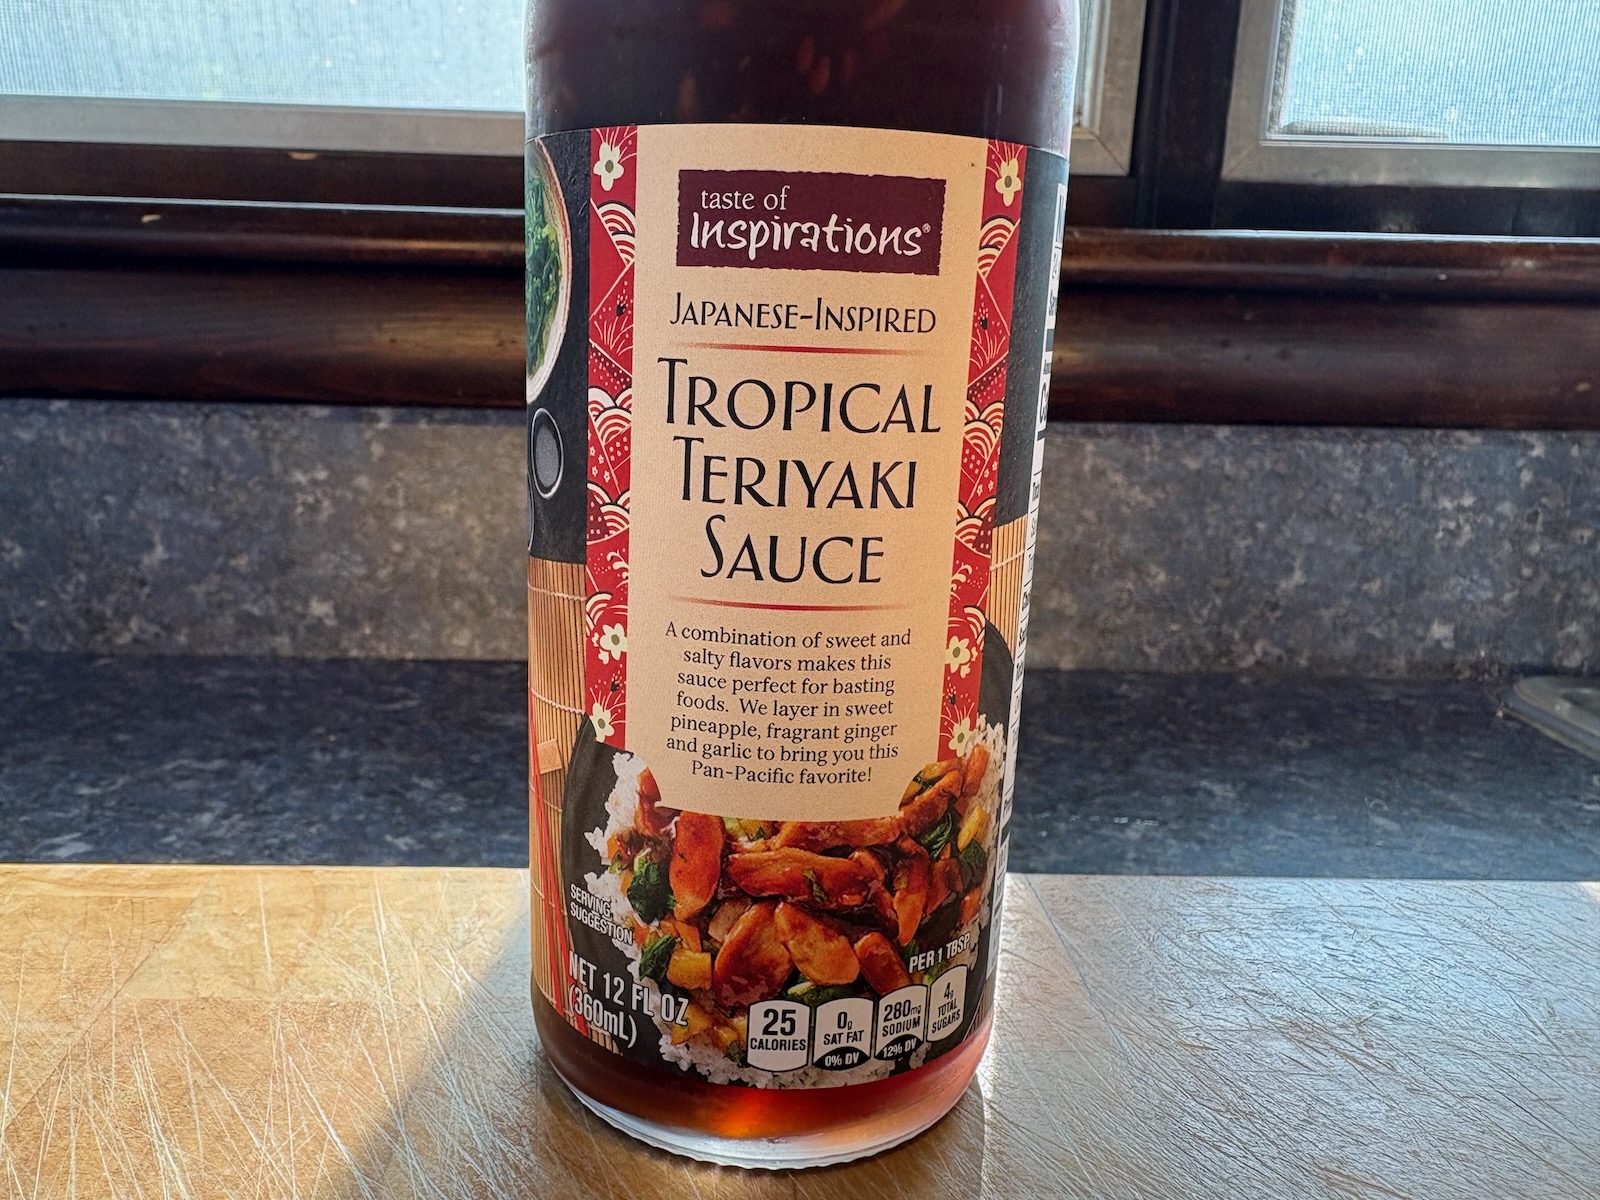 taste of
Inspirations®
JAPANESE-INSPIRED
TROPICAL
TERIYAKI
SAUCE
A combination of sweet and
salty flavors makes this
sauce perfect for basting
foods. We layer in sweet
pineapple, fragrant ginger
and garlic to bring you this
Pan-Pacific favorite!
SERVING
SUGGESTION
NET 12 FL OZ
(360mL)
PER 1 TBSP
25
CALORIES
0g
SAT FAT
0% DV
280mg
SODIUM
12% DV
4g
TOTAL
SUGARS